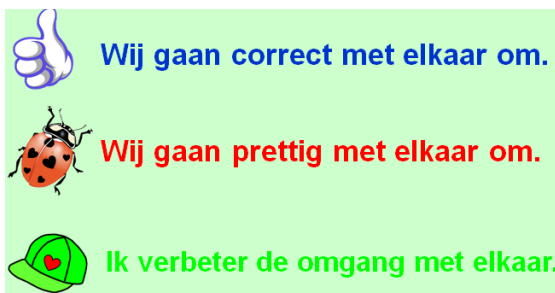 Wij gaan correct met elkaar om.
Wij gaan prettig met elkaar om.
Ik verbeter de omgang met elkaar.